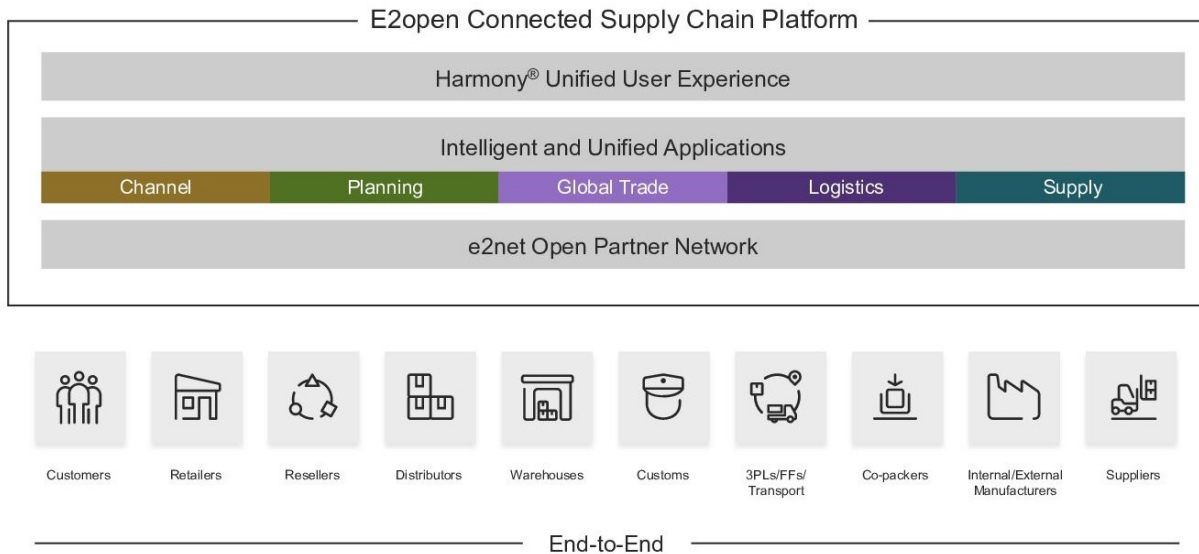 E2open Connected Supply Chain Platform
Harmony® Unified User Experience
Intelligent and Unified Applications
Channel
Planning
Global Trade
Logistics
Supply
e2net Open Partner Network
Customers
Retailers
Resellers
Distributors
Warehouses
Customs
3PLs/FFs/
Transport
Co-packers
Internal/External
Manufacturers
Suppliers
End-to-End